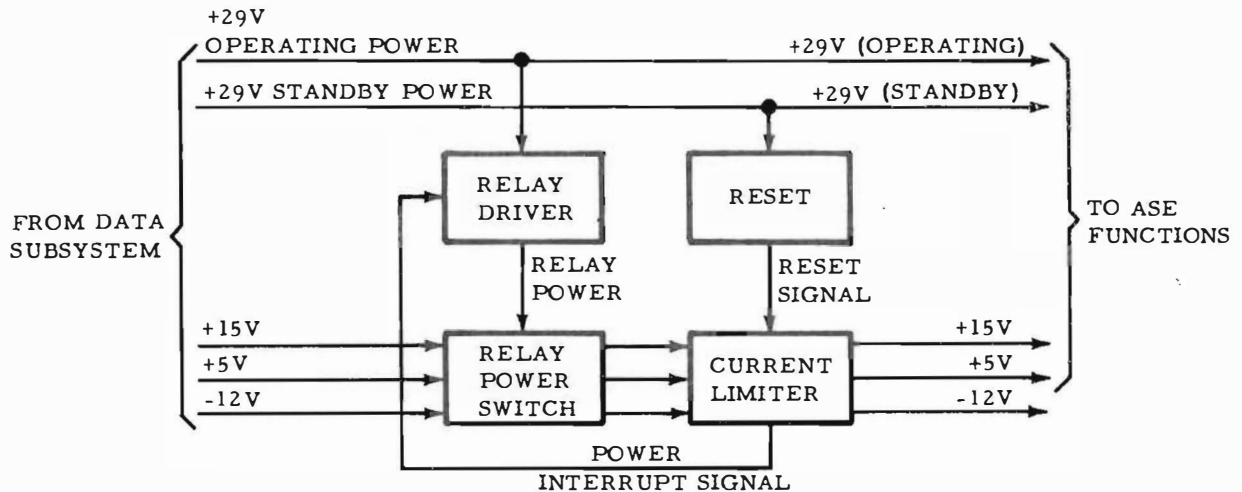 +29V
OPERATING POWER
+29V (OPERATING)
+29V STANDBY POWER
+29V (STANDBY)
RELAY
DRIVER
RESET
FROM DATA
SUBSYSTEM
TO ASE
FUNCTIONS
RELAY
POWER
RESET
SIGNAL
+15V
+5V
-12V
RELAY
POWER
SWITCH
CURRENT
LIMITER
+15V
+5V
-12V
POWER
INTERRUPT SIGNAL